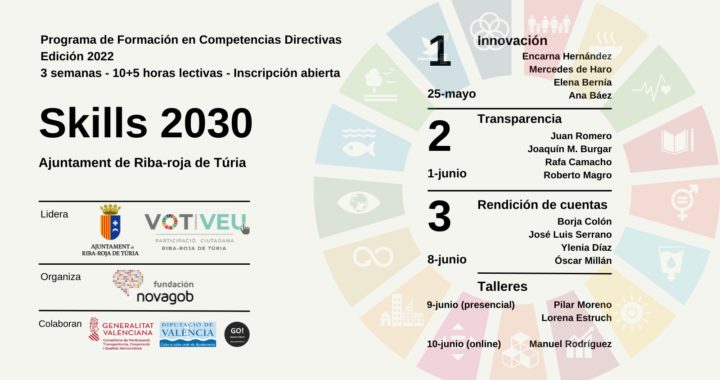 Programa de Formación en Competencias Directivas
Edición 2022
3 semanas - 10+5 horas lectivas - Inscripción abierta
Skills 2030
Ajuntament de Riba-roja de Túria
Lidera
AJUNTAMENT de
RIBA-ROJA DE TÚRIA
VOT|VEU
PARTICIPACIÓ CIUTADANA
RIBA-ROJA DE TÚRIA
Organiza
fundación
novagob
Colaboran
GENERALITAT
VALENCIANA
Conselleria de Participació,
Transparència, Cooperació
i Qualitat Democràtica
DIPUTACIÓ DE
VALÈNCIA
GO!
1
25-mayo
Innovación
Encarna Hernández
Mercedes de Haro
Elena Bernía
Ana Báez
2
1-junio
Transparencia
Juan Romero
Joaquín M. Burgar
Rafa Camacho
Roberto Magro
3
8-junio
Rendición de cuentas
Borja Colón
José Luis Serrano
Ylenia Díaz
Óscar Millán
Talleres
9-junio (presencial) Pilar Moreno
Lorena Estruch
10-junio (online) Manuel Rodríguez